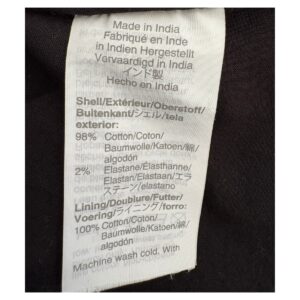 Made in India
Fabriqué en Inde
in Indien Hergestellt
Vervaardigd in India
インド製
Hecho en India
Shell/Extérieur/Oberstoff/
Buitenkant/シェル/tela
exterior:
98% Cotton/Coton/
Baumwolle/Katoen/綿/
algodón
2% Elastane/Élasthanne/
Elastan/Elastaan/エラ
ステーン/elastano
Lining/Doublure/Futter/
Voering/ライニング/forro:
100% Cotton/Coton/
Baumwolle/Katoen/綿/
algodón
Machine wash cold. With